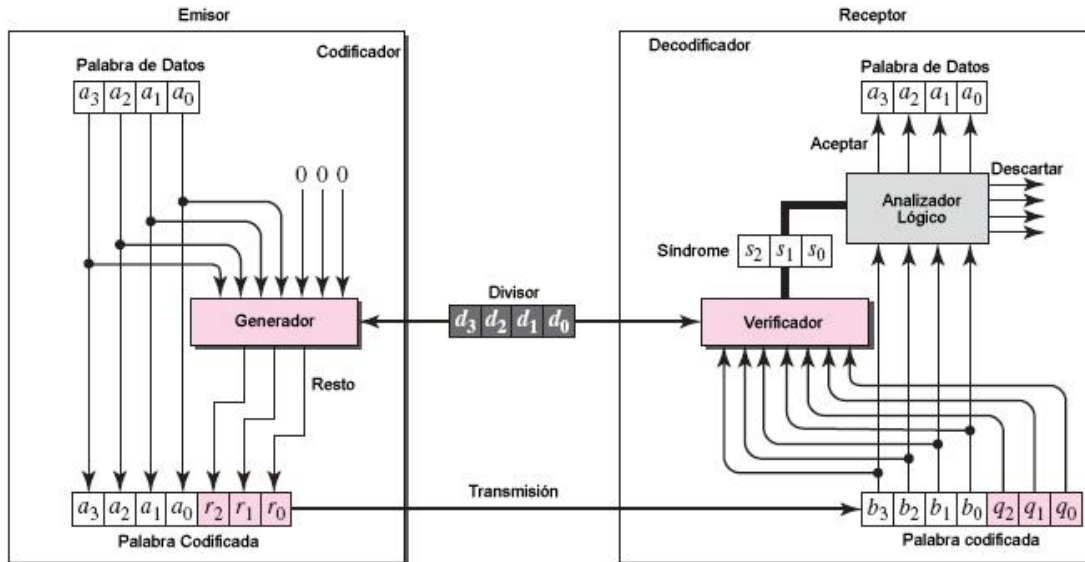 Emisor
Codificador
Palabra de Datos
a3 a2 a1 a0
0 0 0
Generador
Resto
a3 a2 a1 a0 r2 r1 r0
Palabra Codificada
Divisor
d3 d2 d1 d0
Transmisión
Receptor
Decodificador
Palabra de Datos
a3 a2 a1 a0
Aceptar
Descartar
Analizador
Lógico
Síndrome
s2 s1 s0
Verificador
b3 b2 b1 b0 q2 q1 q0
Palabra codificada